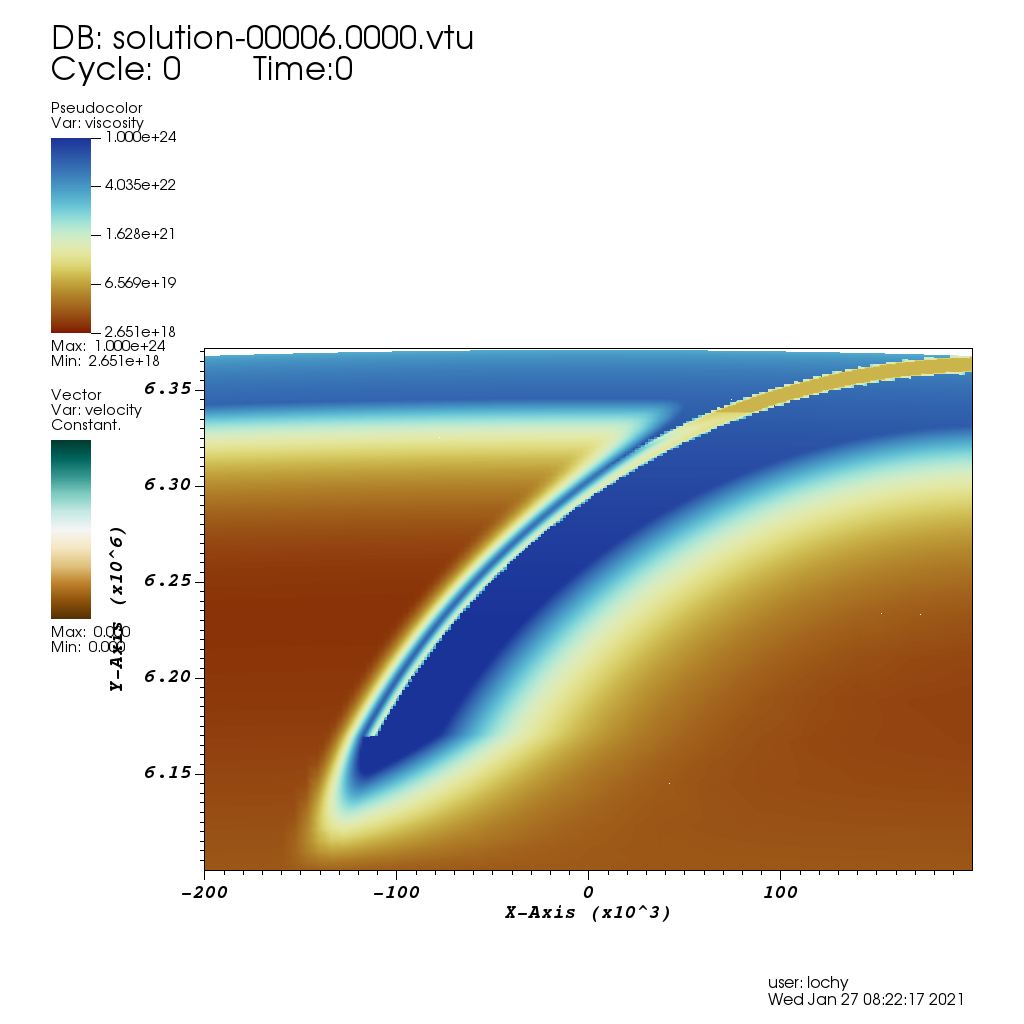 DB: solution-00006.0000.vtu
Cycle: 0 Time:0
Pseudocolor
Var: viscosity
1.000e+24
4.035e+22
1.628e+21
6.569e+19
2.651e+18
Max: 1.000e+24
Min: 2.651e+18
Vector
Var: velocity
Constant.
Max: 0.000
Min: 0.000
Y-Axis (x10^6)
6.35
6.30
6.25
6.20
6.15
-200
-100
0
100
X-Axis (x10^3)
user: lochy
Wed Jan 27 08:22:17 2021